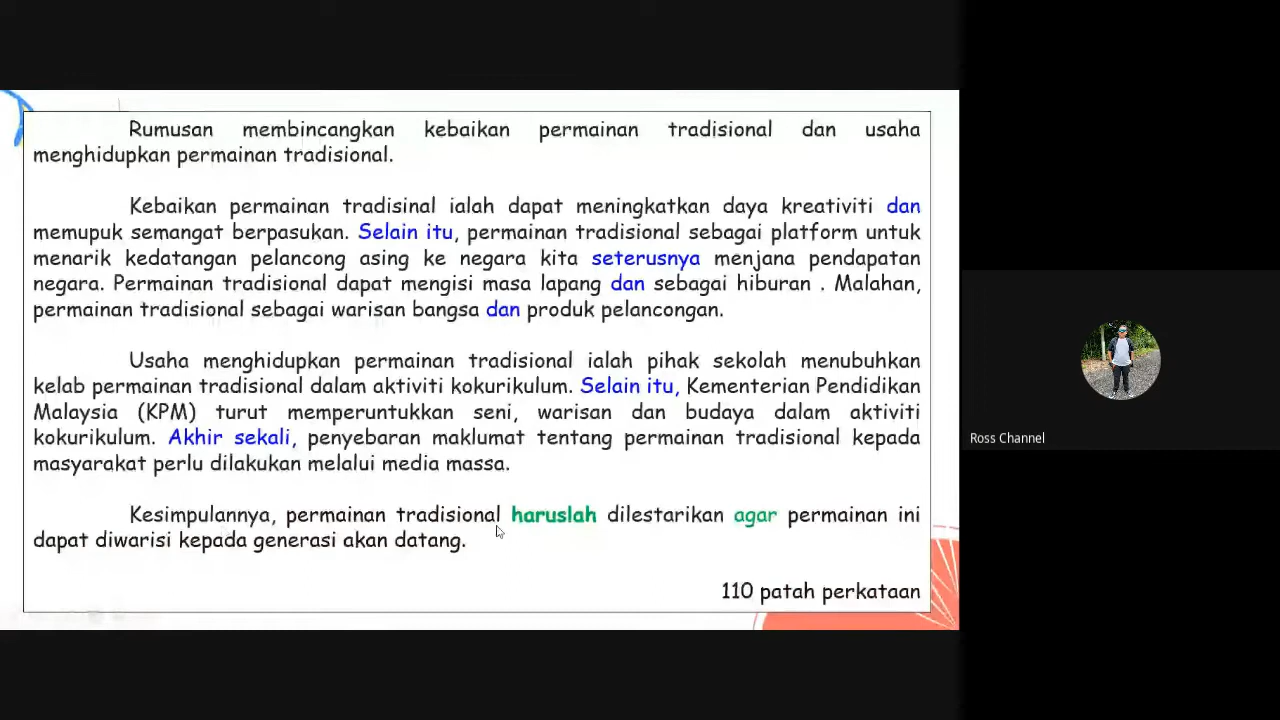 Rumusan membincangkan kebaikan permainan tradisional dan usaha
menghidupkan permainan tradisional.
Kebaikan permainan tradisinal ialah dapat meningkatkan daya kreativiti dan
memupuk semangat berpasukan. Selain itu, permainan tradisional sebagai platform untuk
menarik kedatangan pelancong asing ke negara kita seterusnya menjana pendapatan
negara. Permainan tradisional dapat mengisi masa lapang dan sebagai hiburan . Malahan,
permainan tradisional sebagai warisan bangsa dan produk pelancongan.
Usaha menghidupkan permainan tradisional ialah pihak sekolah menubuhkan
kelab permainan tradisional dalam aktiviti kokurikulum. Selain itu, Kementerian Pendidikan
Malaysia (KPM) turut memperuntukkan seni, warisan dan budaya dalam aktiviti
kokurikulum. Akhir sekali, penyebaran maklumat tentang permainan tradisional kepada
masyarakat perlu dilakukan melalui media massa.
Kesimpulannya, permainan tradisional haruslah dilestarikan agar permainan ini
dapat diwarisi kepada generasi akan datang.
110 patah perkataan
Ross Channel